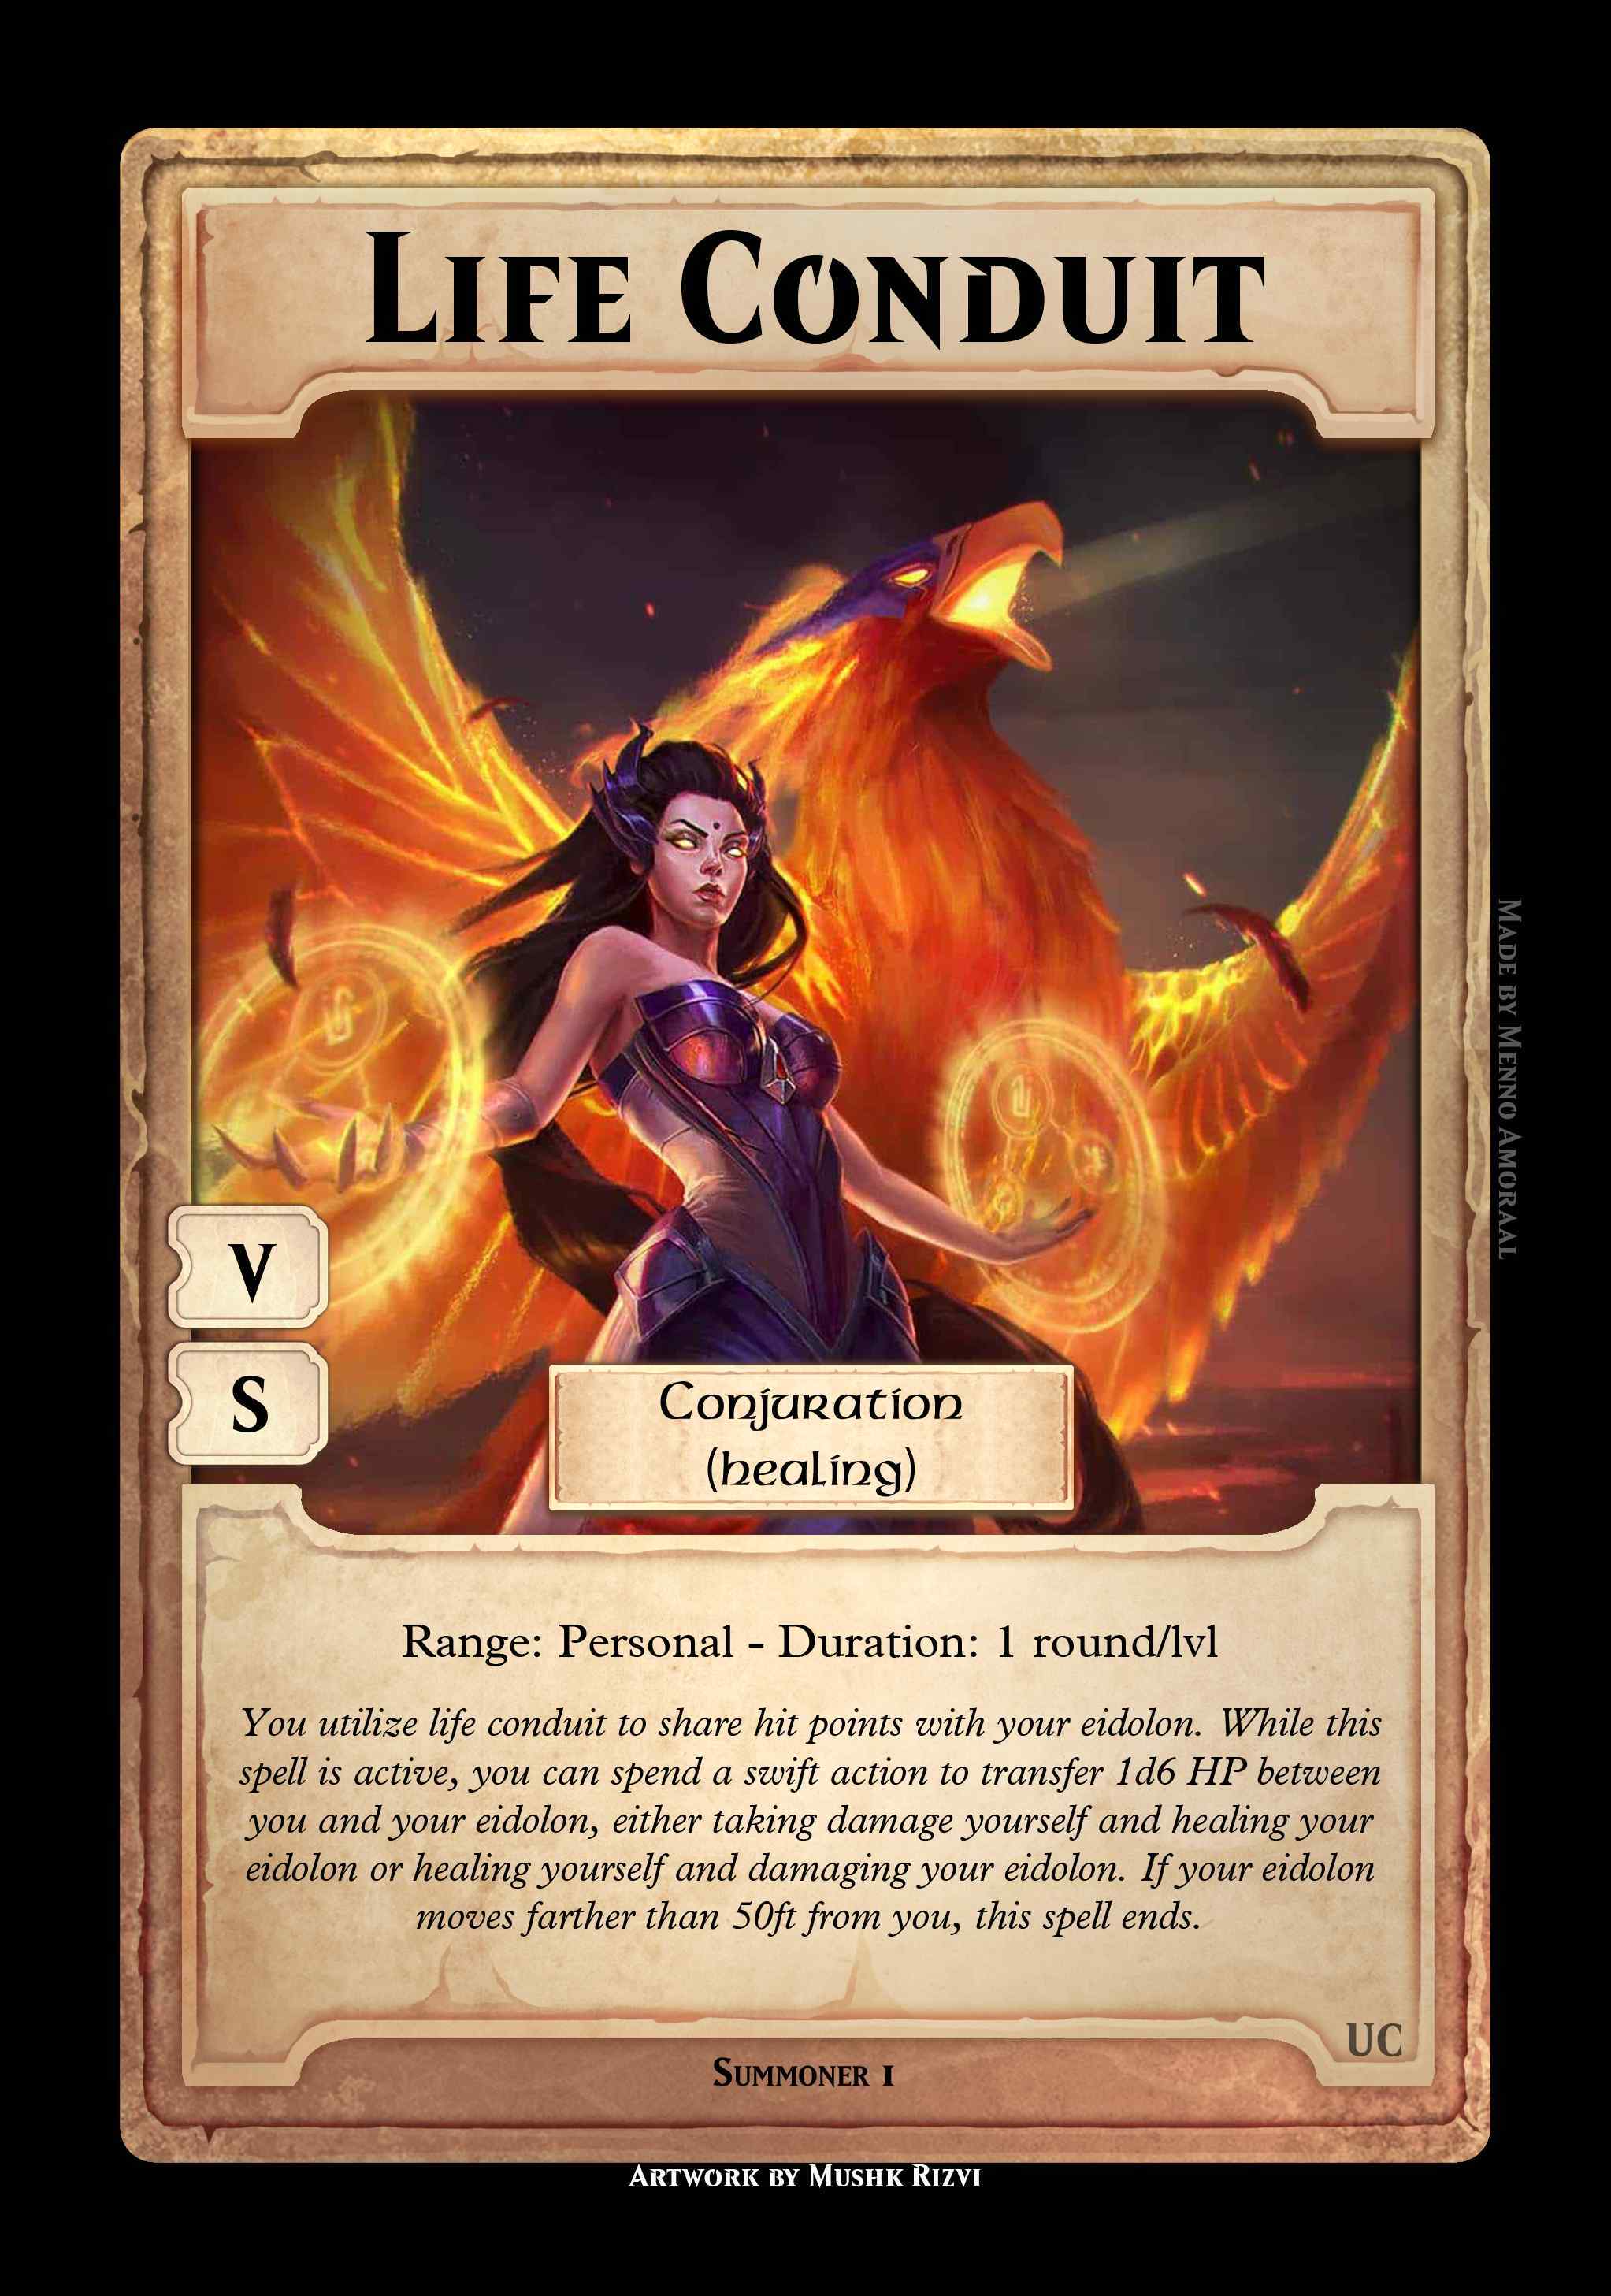 Life Conduit
V
S
Conjuration
(healing)
Range: Personal - Duration: 1 round/lvl
You utilize life conduit to share hit points with your eidolon. While this
spell is active, you can spend a swift action to transfer 1d6 HP between
you and your eidolon, either taking damage yourself and healing your
eidolon or healing yourself and damaging your eidolon. If your eidolon
moves farther than 50ft from you, this spell ends.
UC
Summoner 1
Artwork by Mushk Rizvi
Made by Menno Amoraal